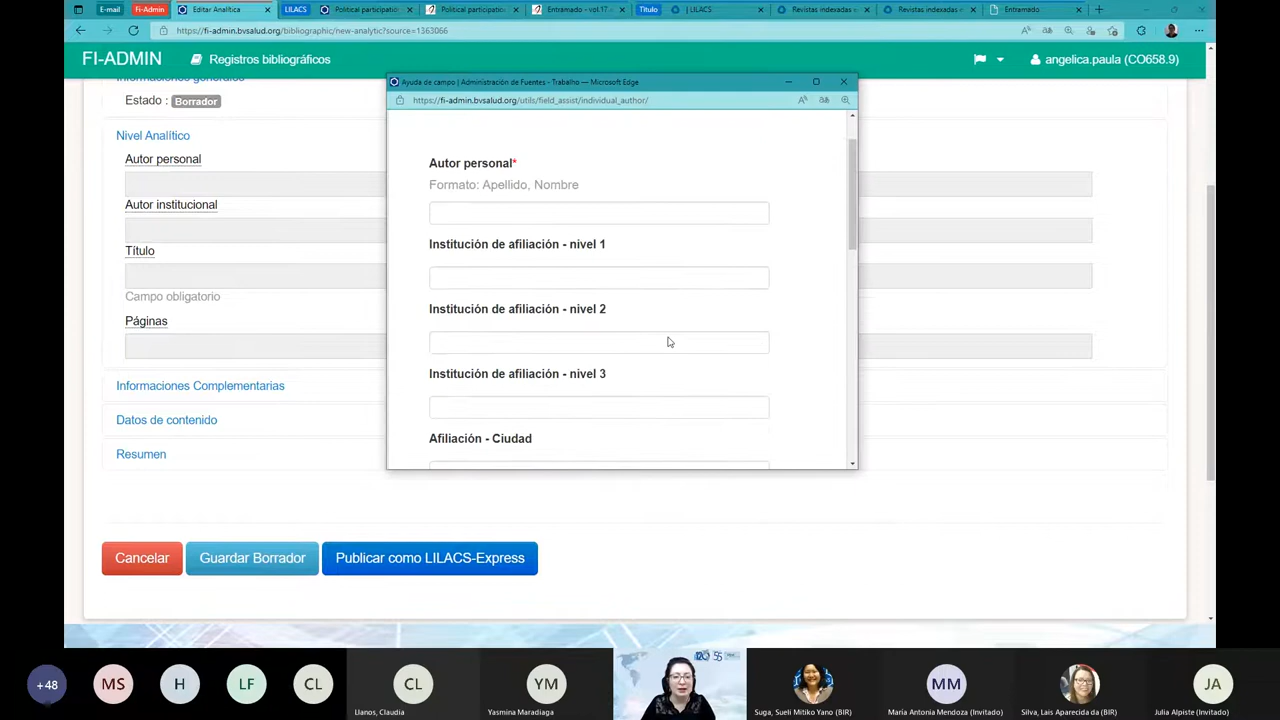 E-mail
Fi-Admin
Editar Analítica
LILACS
Political participatio
Political participatio
Entramado - vol.17
Título
| LILACS
Revistas indexadas
Revistas indexadas e
Entramado
https://fi-admin.bvsalud.org/bibliographic/new-analytic?source=1363066
FI-ADMIN
Registros bibliográficos
angelica.paula (CO658.9)
Informaciones generales
Estado : Borrador
Nivel Analítico
Autor personal
Autor institucional
Título
Campo obligatorio
Páginas
Informaciones Complementarias
Datos de contenido
Resumen
Ayuda de campo | Administración de Fuentes - Trabalho — Microsoft Edge
https://fi-admin.bvsalud.org/utils/field_assist/individual_author/
Autor personal*
Formato: Apellido, Nombre
Institución de afiliación - nivel 1
Institución de afiliación - nivel 2
Institución de afiliación - nivel 3
Afiliación - Ciudad
Cancelar
Guardar Borrador
Publicar como LILACS-Express
+48
MS
H
LF
CL
CL
Llanos, Claudia
YM
Yasmina Maradiaga
Suga, Sueli Mitiko Yano (BIR)
MM
María Antonia Mendoza (Invitado)
Silva, Lais Aparecida da (BIR)
JA
Julia Alpiste (Invitado)